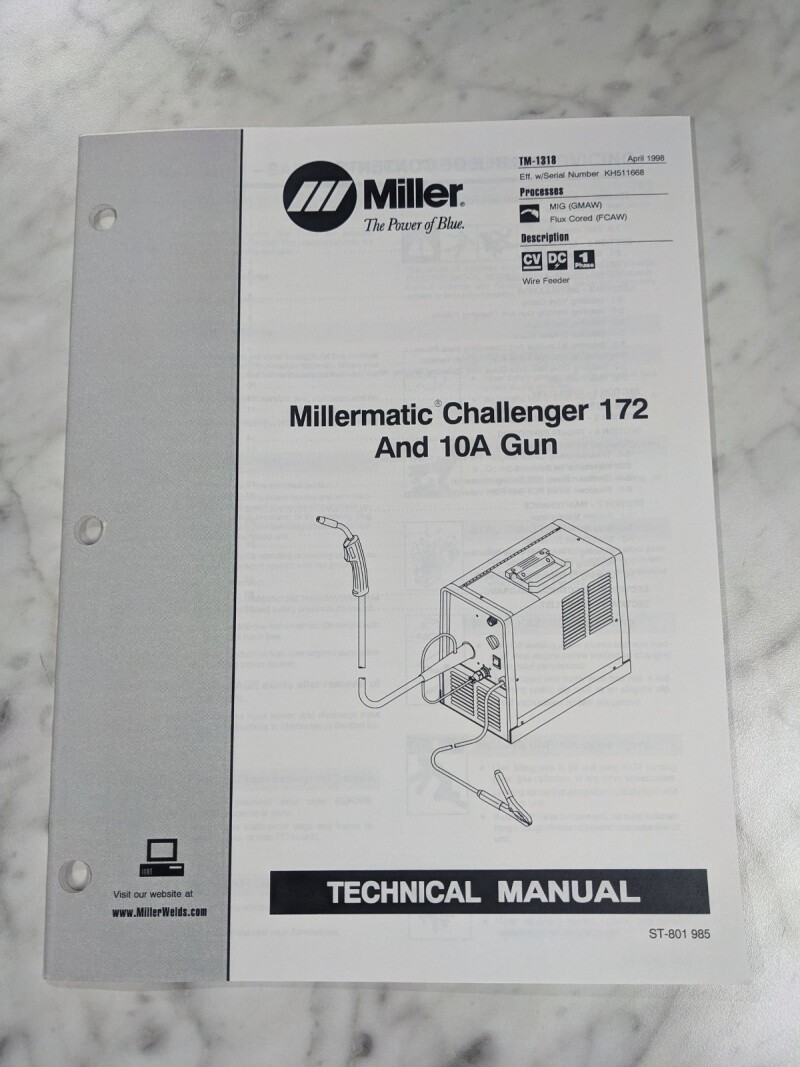 Miller®
The Power of Blue.
TM-1318 April 1998
Eff. w/Serial Number KH511668
Processes
MIG (GMAW)
Flux Cored (FCAW)
Description
CV DC 1 Phase
Wire Feeder
Millermatic® Challenger 172
And 10A Gun
Visit our website at
www.MillerWelds.com
TECHNICAL MANUAL
ST-801 985